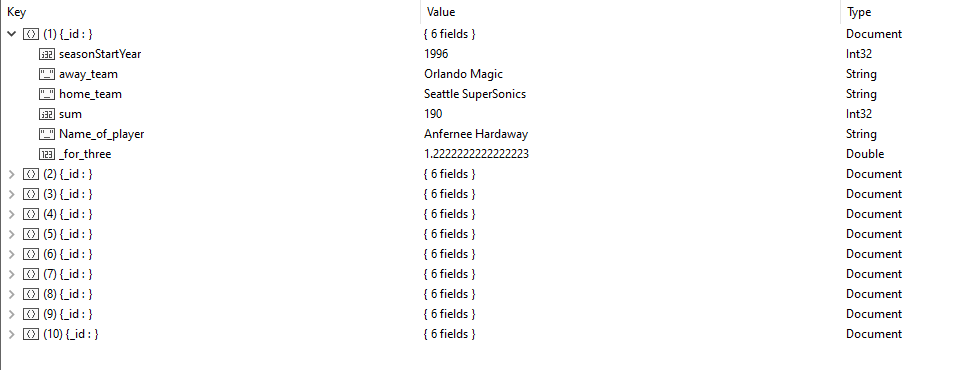 Key Value Type
(1) {_id : } { 6 fields } Document
seasonStartYear 1996 Int32
away_team Orlando Magic String
home_team Seattle SuperSonics String
sum 190 Int32
Name_of_player Anfernee Hardaway String
_for_three 1.2222222222222223 Double
(2) {_id : } { 6 fields } Document
(3) {_id : } { 6 fields } Document
(4) {_id : } { 6 fields } Document
(5) {_id : } { 6 fields } Document
(6) {_id : } { 6 fields } Document
(7) {_id : } { 6 fields } Document
(8) {_id : } { 6 fields } Document
(9) {_id : } { 6 fields } Document
(10) {_id : } { 6 fields } Document